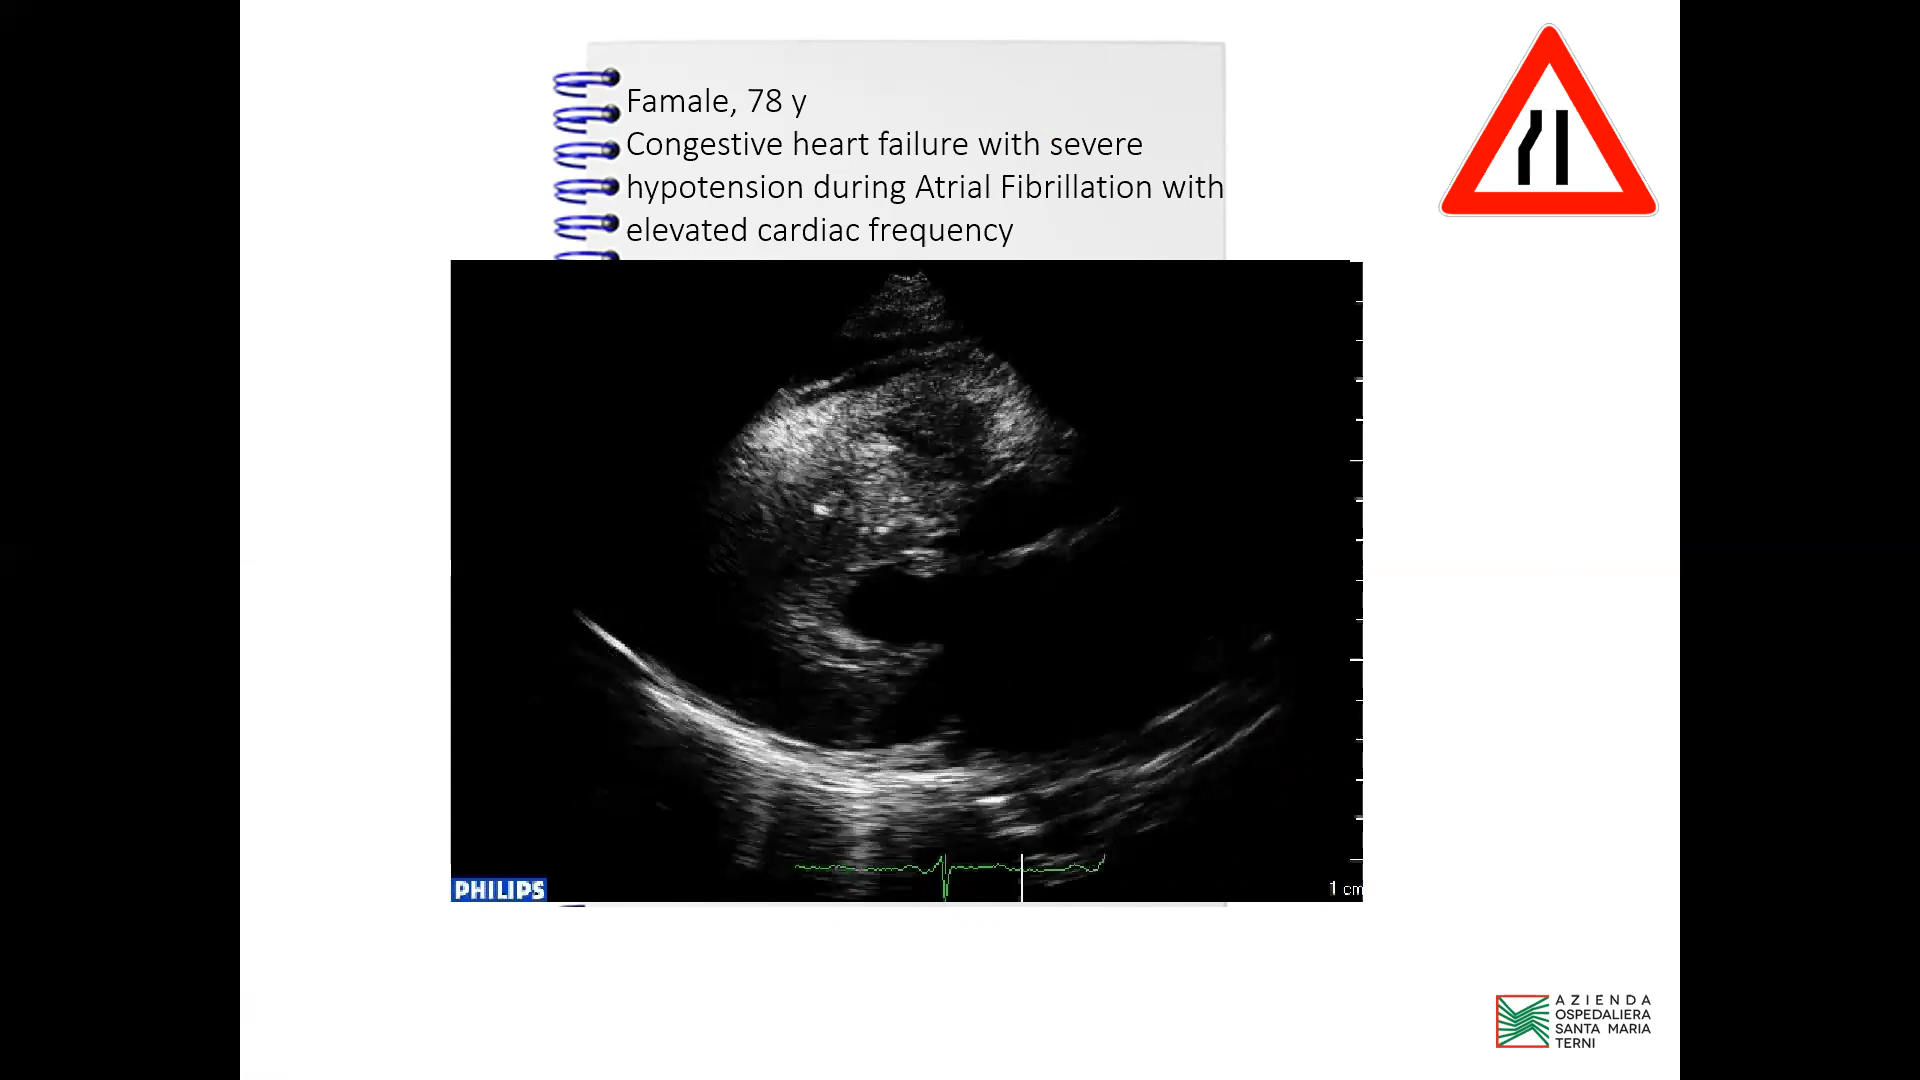 Famale, 78 y
Congestive heart failure with severe
hypotension during Atrial Fibrillation with
elevated cardiac frequency
PHILIPS
1 cm
AZIENDA
OSPEDALIERA
SANTA MARIA
TERNI